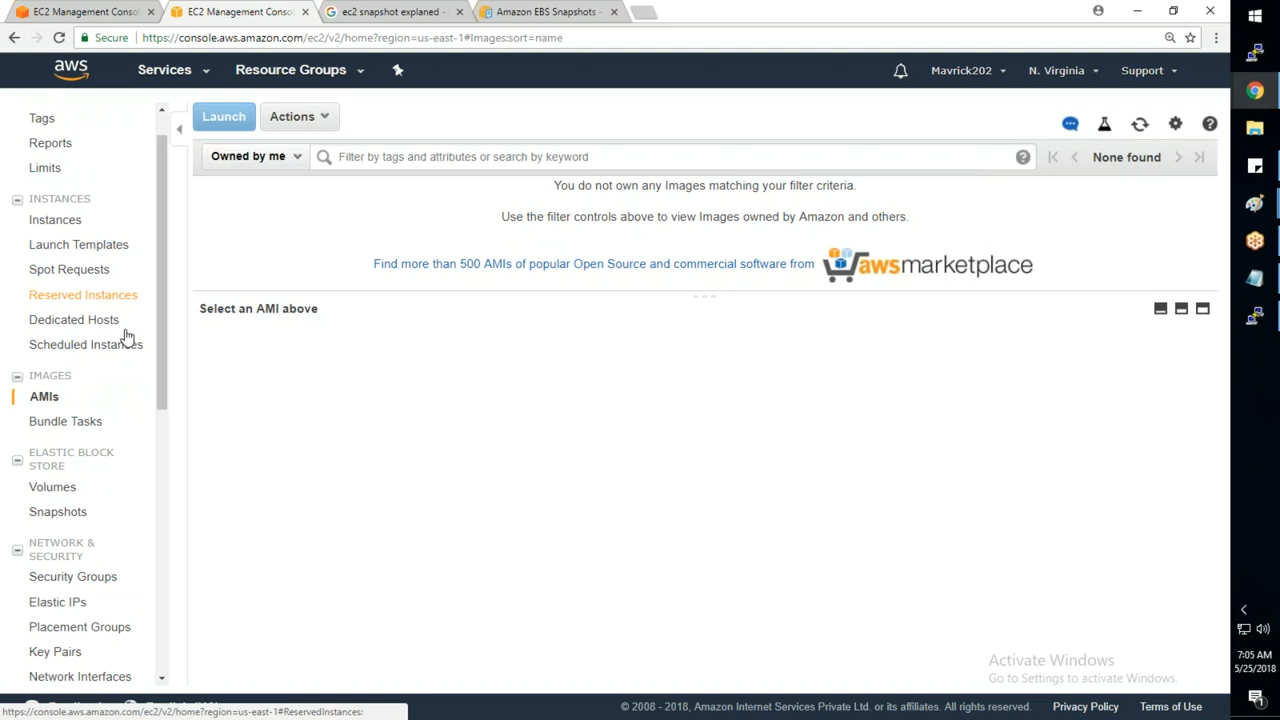 EC2 Management Consol
EC2 Management Consol
ec2 snapshot explaned -
Amazon EBS Snapshots -
Secure
https://console.aws.amazon.com/ec2/v2/home?region=us-east-1#Images:sort=name
aws
Services
Resource Groups
Mavrick202
N. Virginia
Support
Tags
Reports
Limits
INSTANCES
Instances
Launch Templates
Spot Requests
Reserved Instances
Dedicated Hosts
Scheduled Instances
IMAGES
AMIs
Bundle Tasks
ELASTIC BLOCK
STORE
Volumes
Snapshots
NETWORK &
SECURITY
Security Groups
Elastic IPs
Placement Groups
Key Pairs
Network Interfaces
Launch
Actions
Owned by me
Filter by tags and attributes or search by keyword
None found
You do not own any Images matching your filter criteria.
Use the filter controls above to view Images owned by Amazon and others.
Find more than 500 AMIs of popular Open Source and commercial software from
awsmarketplace
Select an AMI above
Activate Windows
Go to Settings to activate Windows.
https://console.aws.amazon.com/ec2/v2/home?region=us-east-1#ReservedInstances:
© 2008 - 2018, Amazon Internet Services Private Ltd. or its affiliates. All rights reserved.
Privacy Policy
Terms of Use
7:05 AM
5/25/2018
1